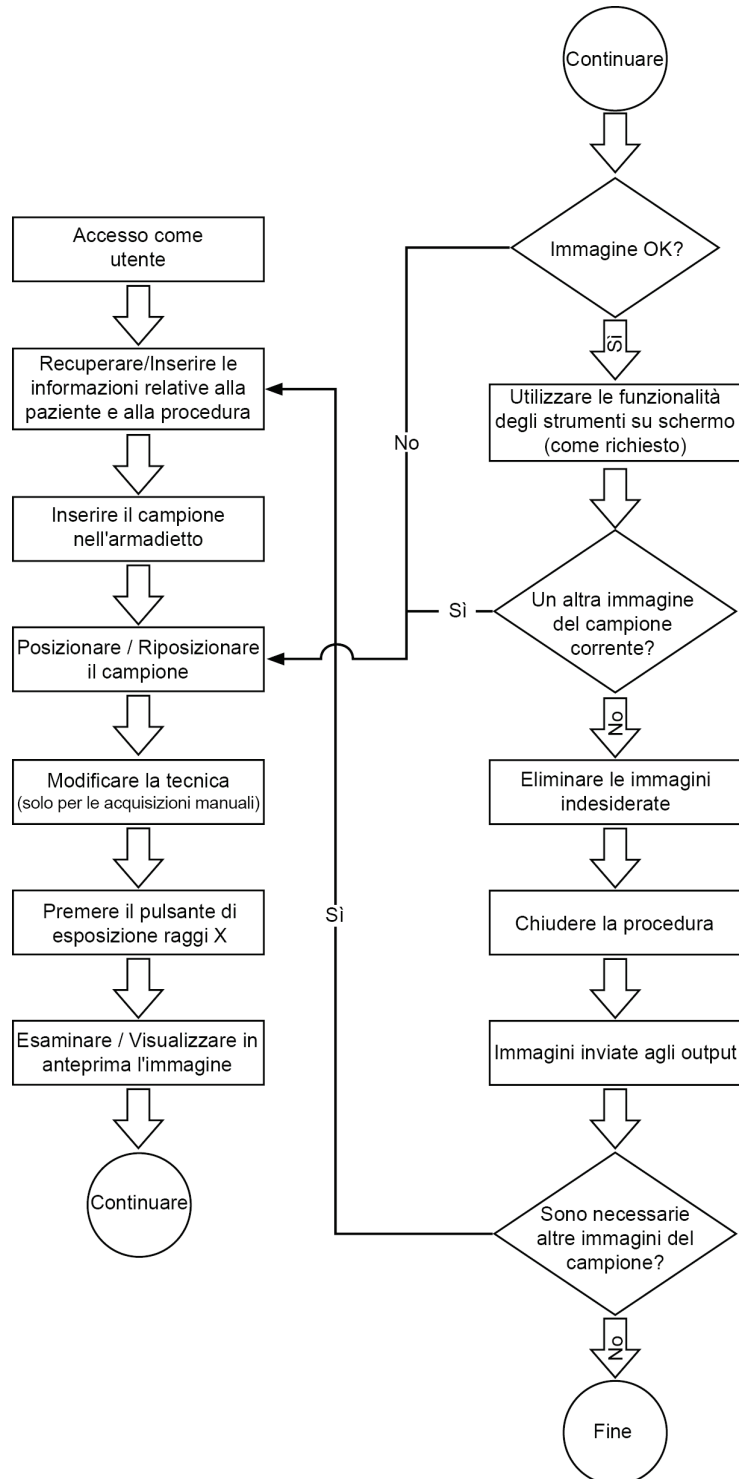 Accesso come
utente
Recuperare/Inserire le
informazioni relative alla
paziente e alla procedura
Inserire il campione
nell'armadietto
Posizionare / Riposizionare
il campione
Modificare la tecnica
(solo per le acquisizioni manuali)
Premere il pulsante di
esposizione raggi X
Esaminare / Visualizzare in
anteprima l'immagine
Continuare
Continuare
Immagine OK?
No
Sì
Utilizzare le funzionalità
degli strumenti su schermo
(come richiesto)
Un altra immagine
del campione
corrente?
Sì
No
Eliminare le immagini
indesiderate
Chiudere la procedura
Immagini inviate agli output
Sono necessarie
altre immagini del
campione?
Sì
No
Fine